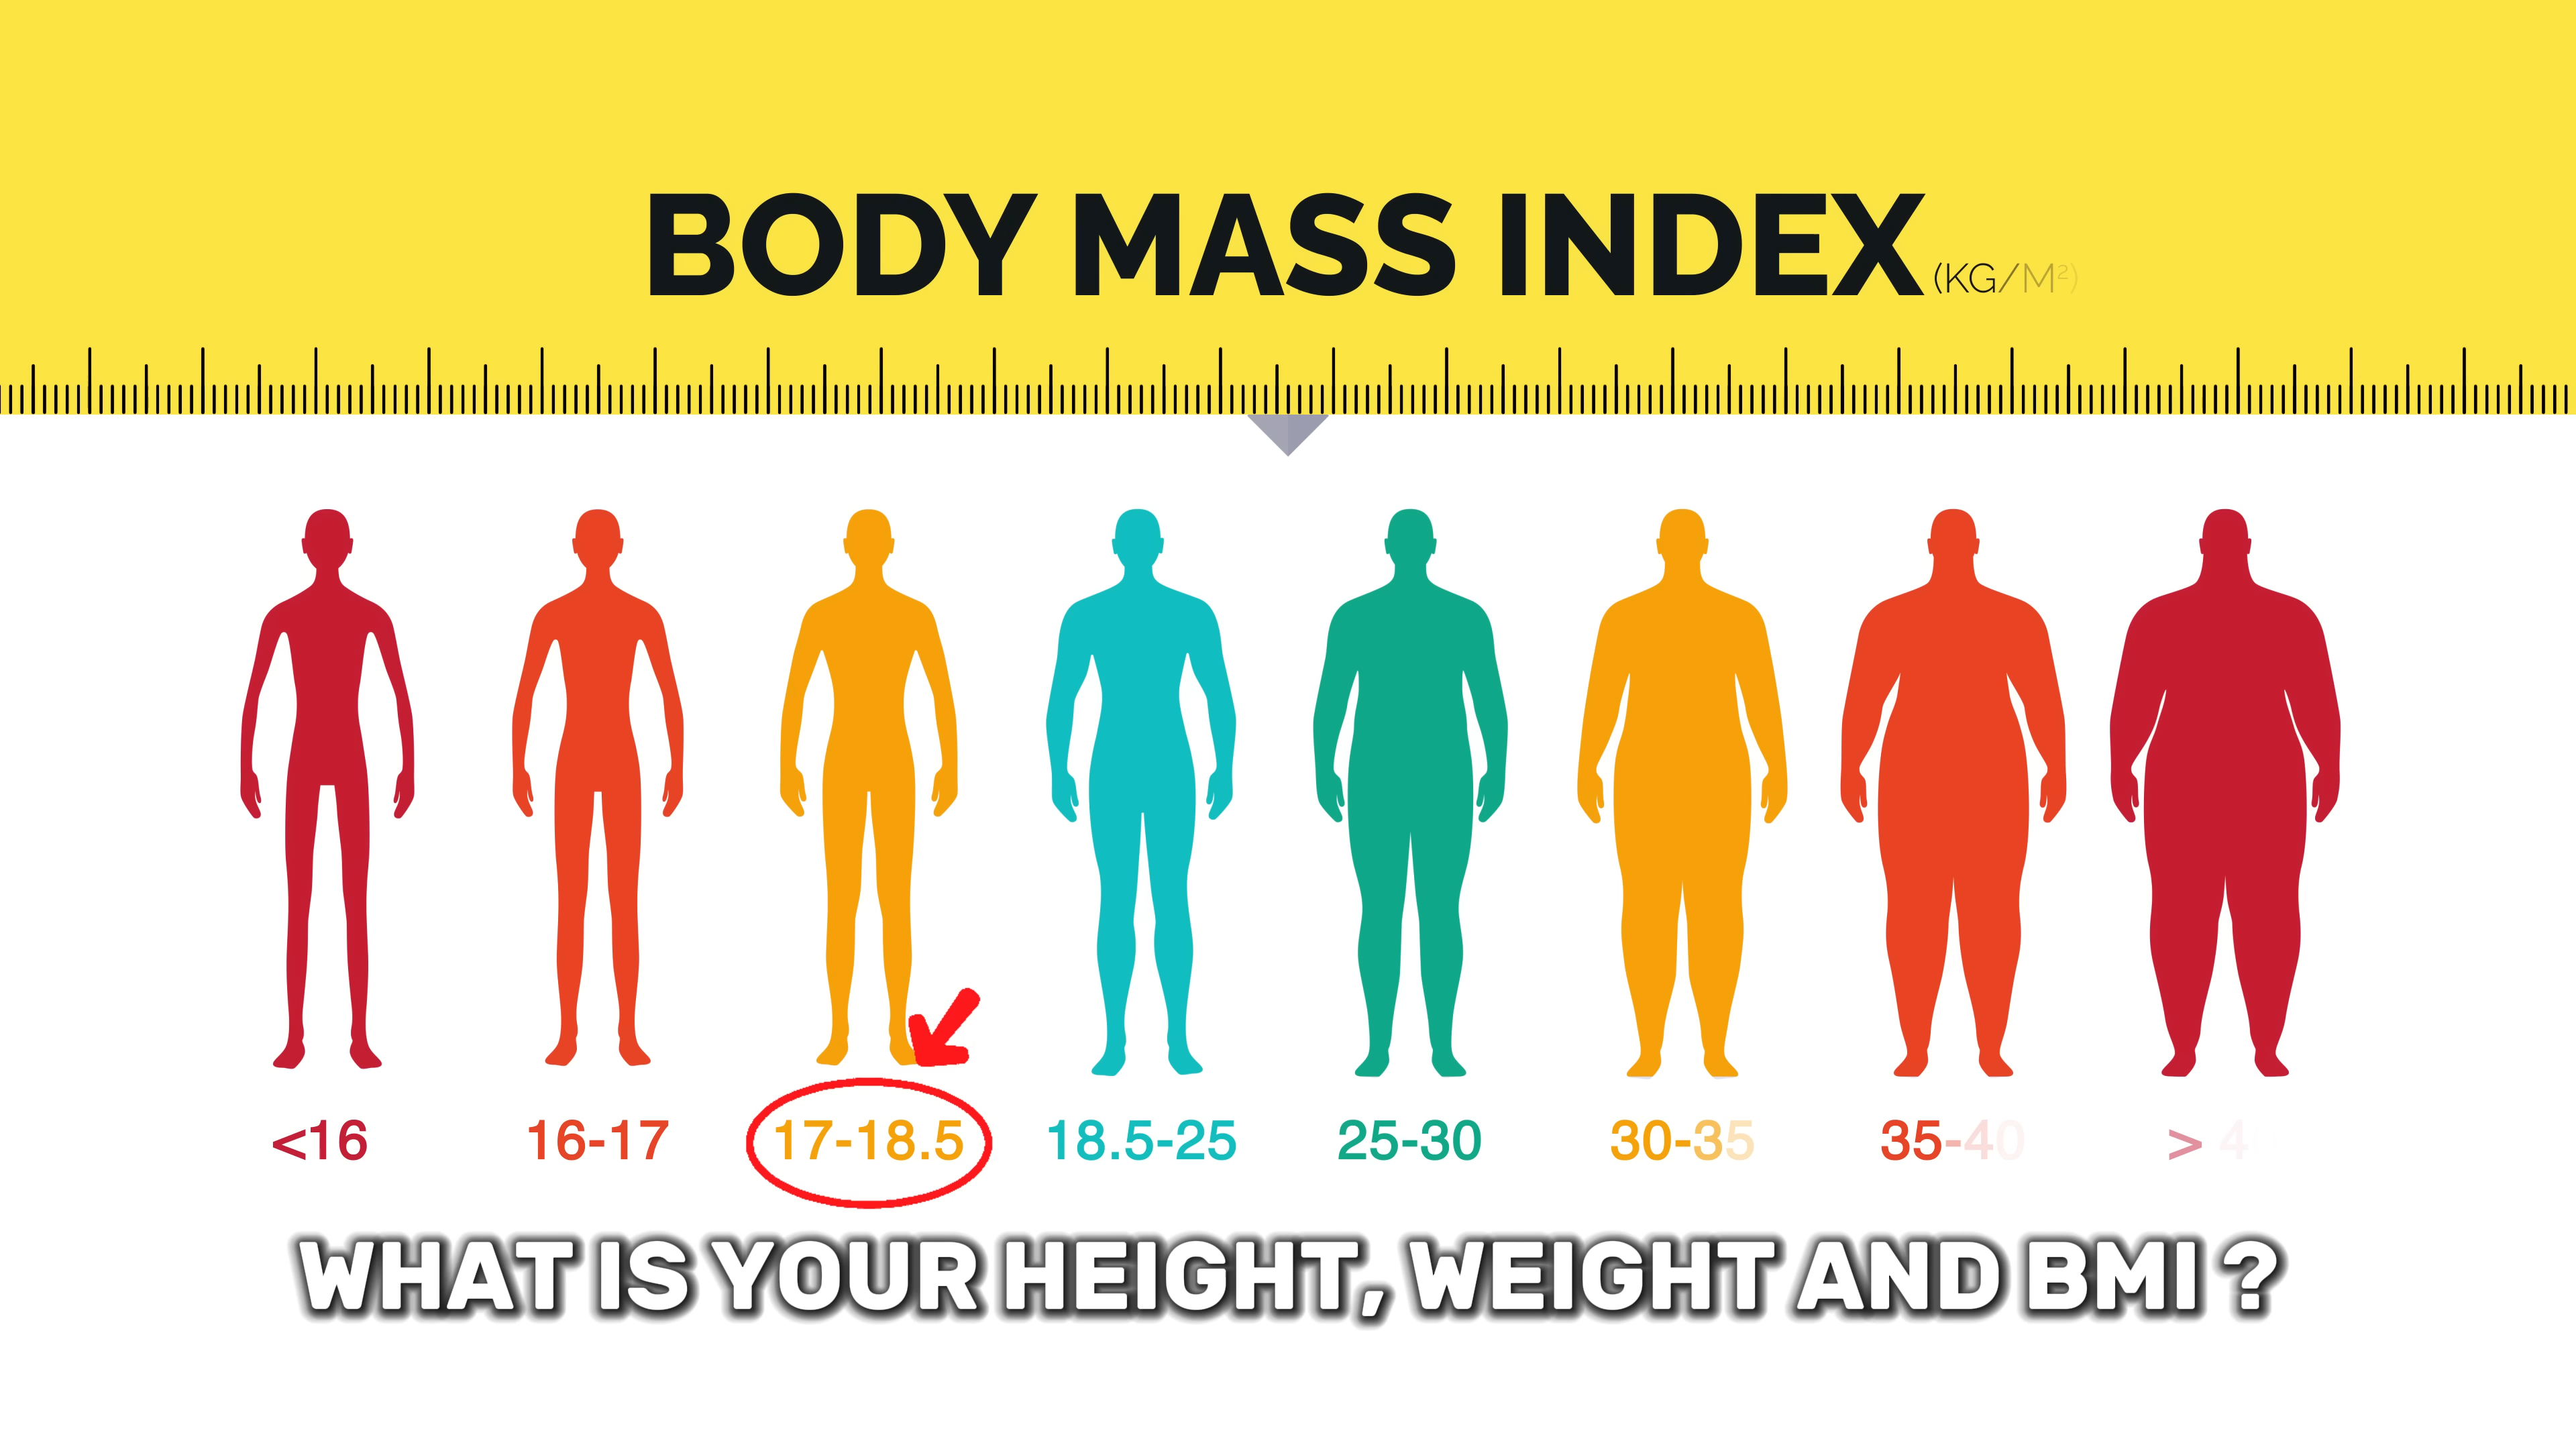 BODY MASS INDEX (KG/M²)
<16 16-17 17-18.5 18.5-25 25-30 30-35 35-40 > 4
WHAT IS YOUR HEIGHT, WEIGHT AND BMI ?